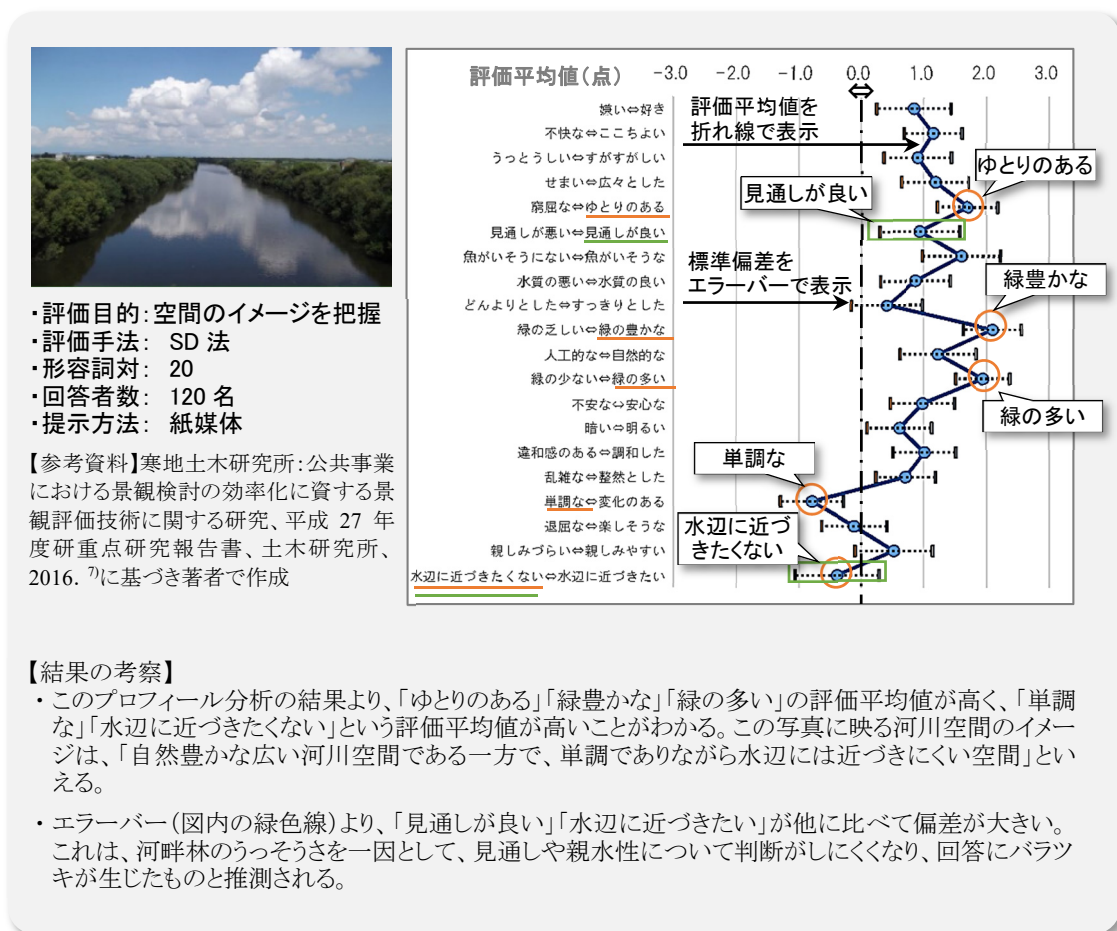 評価平均値(点) -3.0 -2.0 -1.0 0.0 1.0 2.0 3.0
嫌い⇔好き
不快な⇔ここちよい
うっとうしい⇔すがすがしい
せまい⇔広々とした
窮屈な⇔ゆとりのある
見通しが悪い⇔見通しが良い
魚がいそうにない⇔魚がいそうな
水質の悪い⇔水質の良い
どんよりとした⇔すっきりとした
緑の乏しい⇔緑の豊かな
人工的な⇔自然的な
緑の少ない⇔緑の多い
不安な⇔安心な
暗い⇔明るい
違和感のある⇔調和した
乱雑な⇔整然とした
単調な⇔変化のある
退屈な⇔楽しそうな
親しみづらい⇔親しみやすい
水辺に近づきたくない⇔水辺に近づきたい
⇔
評価平均値を
折れ線で表示
ゆとりのある
見通しが良い
標準偏差を
エラーバーで表示
緑豊かな
緑の多い
単調な
水辺に近づ
きたくない
・評価目的:空間のイメージを把握
・評価手法: SD 法
・形容詞対: 20
・回答者数: 120 名
・提示方法: 紙媒体
【参考資料】寒地土木研究所:公共事業
における景観検討の効率化に資する景
観評価技術に関する研究、平成 27 年
度研重点研究報告書、土木研究所、
2016. 7)に基づき著者で作成
【結果の考察】
・このプロフィール分析の結果より、「ゆとりのある」「緑豊かな」「緑の多い」の評価平均値が高く、「単調
な」「水辺に近づきたくない」という評価平均値が高いことがわかる。この写真に映る河川空間のイメー
ジは、「自然豊かな広い河川空間である一方で、単調でありながら水辺には近づきにくい空間」とい
える。
・エラーバー(図内の緑色線)より、「見通しが良い」「水辺に近づきたい」が他に比べて偏差が大きい。
これは、河畔林のうっそうさを一因として、見通しや親水性について判断がしにくくなり、回答にバラツ
キが生じたものと推測される。